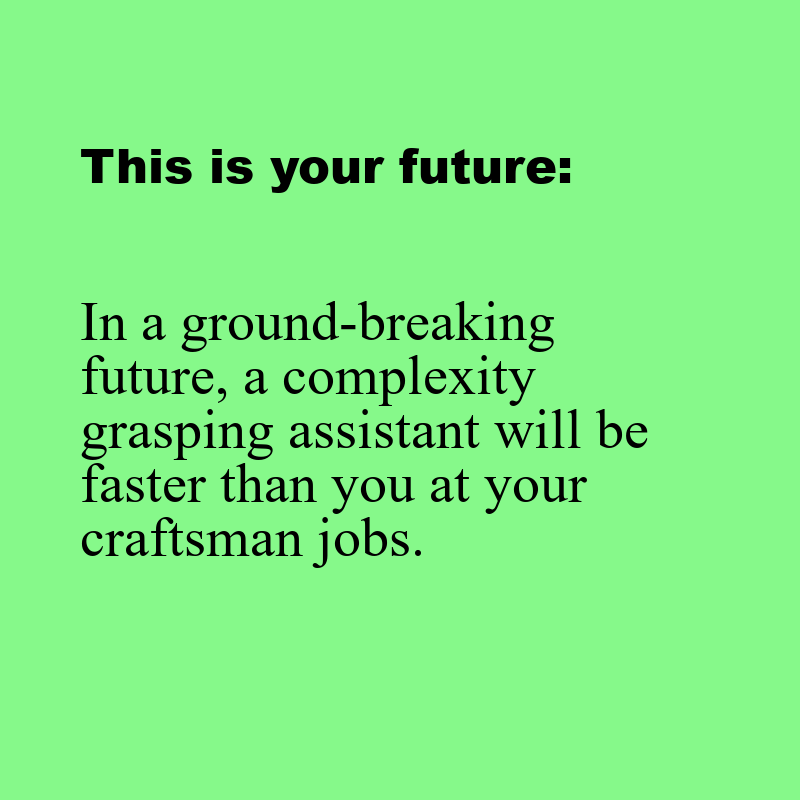 This is your future:
In a ground-breaking
future, a complexity
grasping assistant will be
faster than you at your
craftsman jobs.